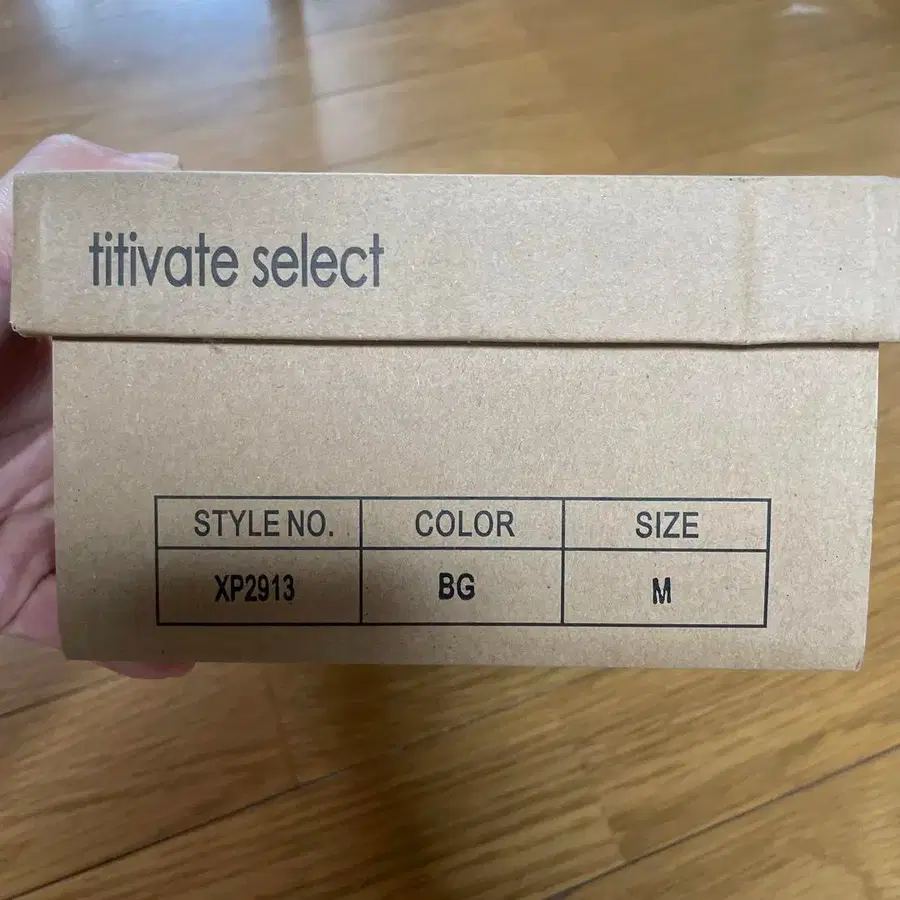 titivate select
STYLE NO. COLOR SIZE
XP2913 BG M